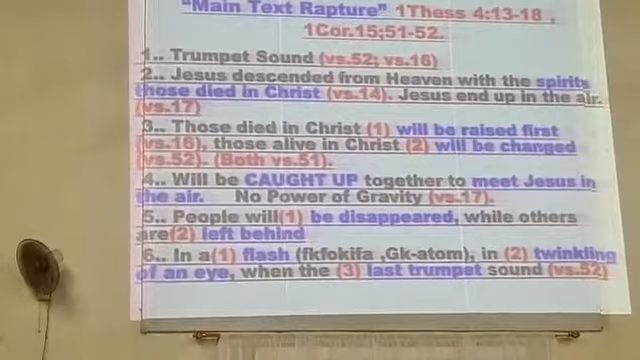 “Main Text Rapture” 1Thess 4:13-18 ,
1Cor.15;51-52.
1.. Trumpet Sound (vs.52; vs.16)
2.. Jesus descended from Heaven with the spirits
those died in Christ (vs.14). Jesus end up in the air.
(vs.17)
3.. Those died in Christ (1) will be raised first
(vs.16), those alive in Christ (2) will be changed
(vs.52). (Both vs.51).
4.. Will be CAUGHT UP together to meet Jesus in
the air. No Power of Gravity (vs.17).
5.. People will(1) be disappeared, while others
are(2) left behind
6.. In a(1) flash (fkfokifa ,Gk-atom), in (2) twinkling
of an eye, when the (3) last trumpet sound (vs.52)